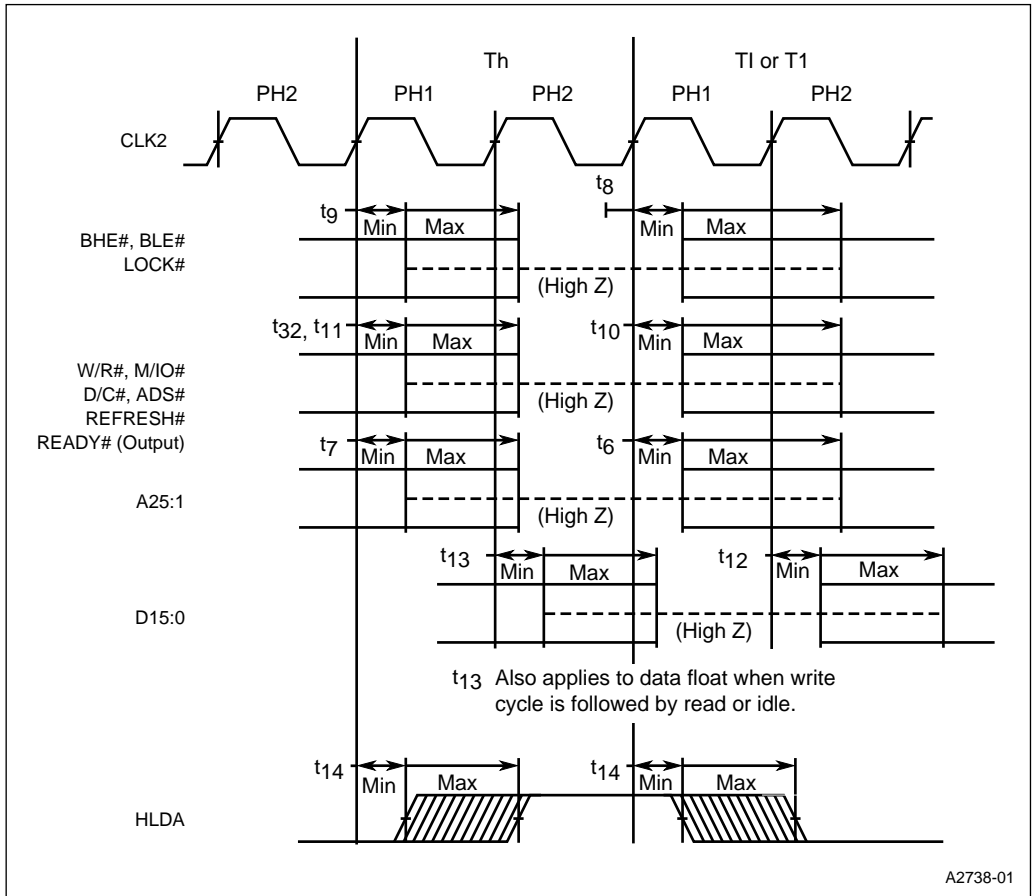 Th
TI or T1
PH2
PH1
PH2
PH1
PH2
CLK2
t8
t9
Min
Max
Min
Max
BHE#, BLE#
LOCK#
(High Z)
t32, t11
Min
Max
t10
Min
Max
W/R#, M/IO#
D/C#, ADS#
REFRESH#
READY# (Output)
(High Z)
t7
Min
Max
t6
Min
Max
A25:1
(High Z)
t13
Min
Max
t12
Min
Max
D15:0
(High Z)
t13 Also applies to data float when write
cycle is followed by read or idle.
t14
Min
Max
t14
Min
Max
HLDA
A2738-01